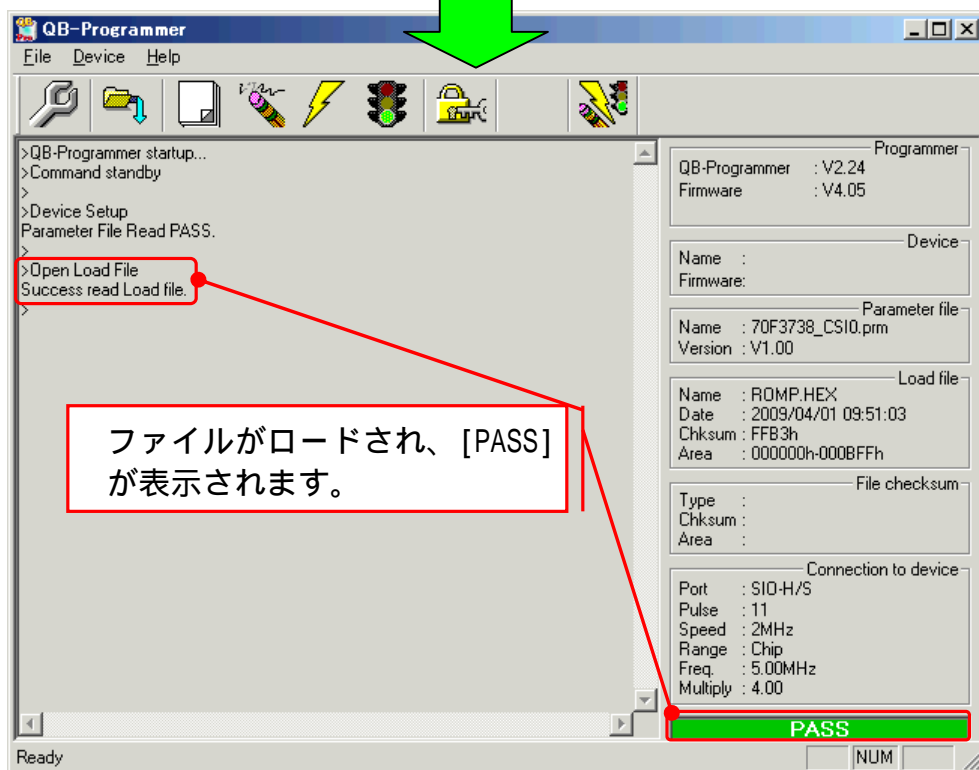 QB-Programmer
File Device Help
>QB-Programmer startup...
>Command standby
>
>Device Setup
Parameter File Read PASS.
>
>Open Load File
Success read Load file.
>
ファイルがロードされ、[PASS]
が表示されます。
Programmer
QB-Programmer : V2.24
Firmware : V4.05
Device
Name :
Firmware:
Parameter file
Name : 70F3738_CSI0.prm
Version : V1.00
Load file
Name : ROMP.HEX
Date : 2009/04/01 09:51:03
Chksum : FFB3h
Area : 000000h-000BFFh
File checksum
Type :
Chksum :
Area :
Connection to device
Port : SIO-H/S
Pulse : 11
Speed : 2MHz
Range : Chip
Freq. : 5.00MHz
Multiply : 4.00
PASS
Ready
NUM